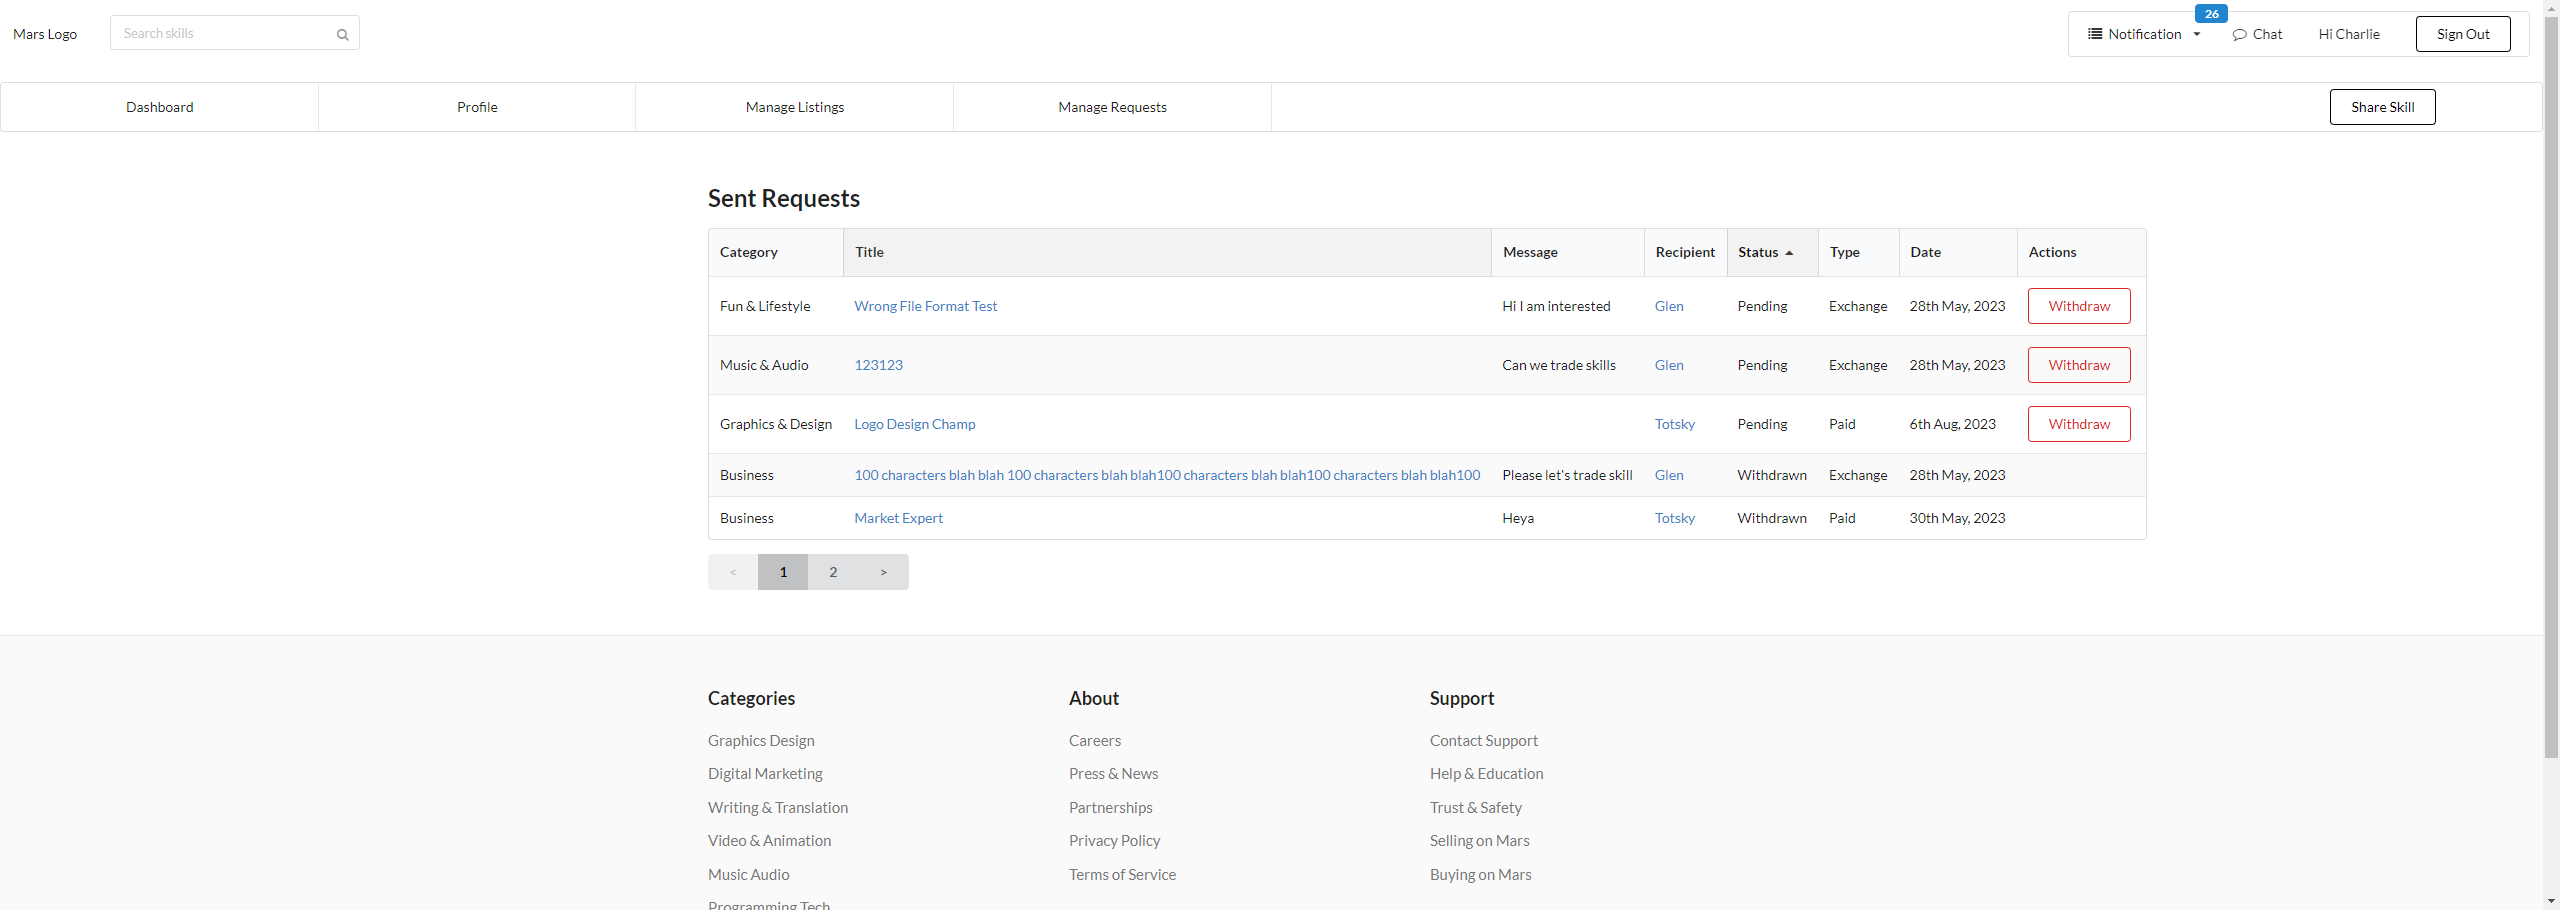 Mars Logo
Search skills
26
Notification
Chat
Hi Charlie
Sign Out
Dashboard
Profile
Manage Listings
Manage Requests
Share Skill
Sent Requests
Category Title Message Recipient Status Type Date Actions
Fun & Lifestyle Wrong File Format Test Hi I am interested Glen Pending Exchange 28th May, 2023 Withdraw
Music & Audio 123123 Can we trade skills Glen Pending Exchange 28th May, 2023 Withdraw
Graphics & Design Logo Design Champ Totsky Pending Paid 6th Aug, 2023 Withdraw
Business 100 characters blah blah 100 characters blah blah100 characters blah blah100 characters blah blah100 Please let's trade skill Glen Withdrawn Exchange 28th May, 2023
Business Market Expert Heya Totsky Withdrawn Paid 30th May, 2023
< 1 2 >
Categories
Graphics Design
Digital Marketing
Writing & Translation
Video & Animation
Music Audio
Programming Tech
About
Careers
Press & News
Partnerships
Privacy Policy
Terms of Service
Support
Contact Support
Help & Education
Trust & Safety
Selling on Mars
Buying on Mars